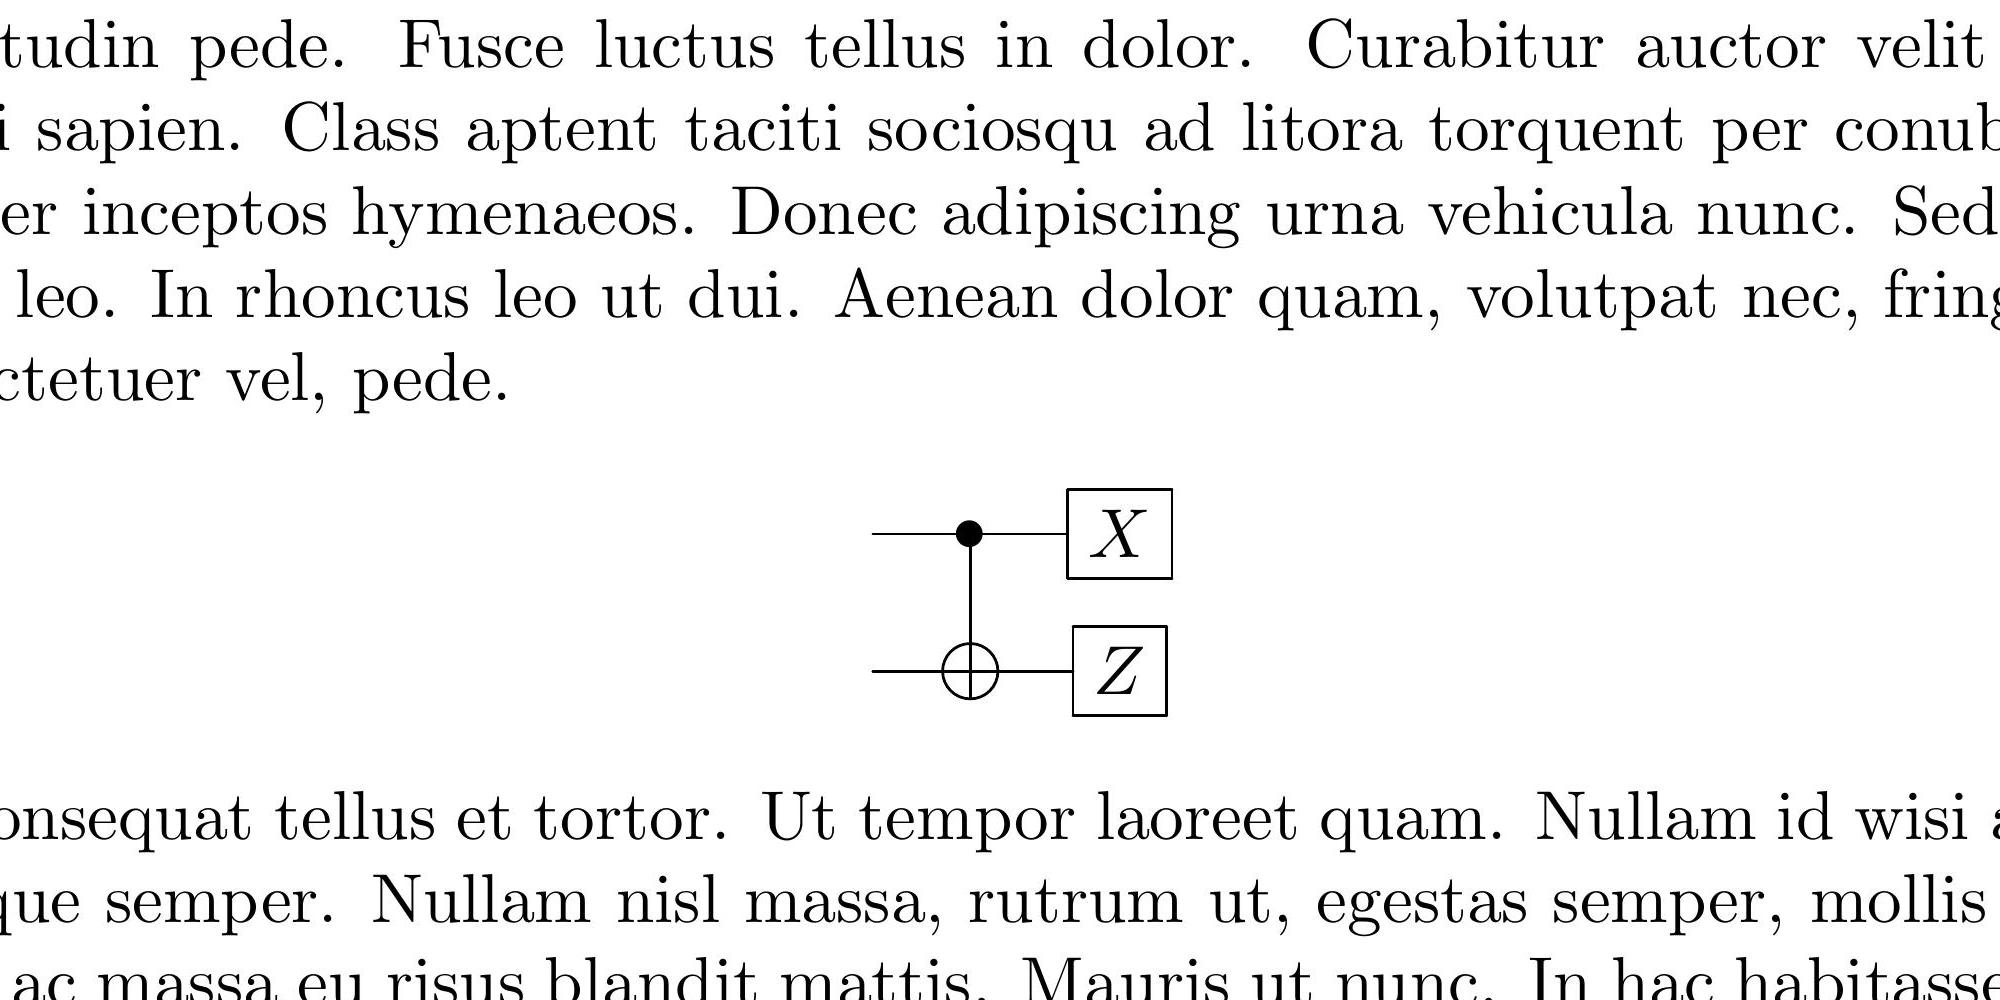 tudin pede. Fusce luctus tellus in dolor. Curabitur auctor velit
i sapien. Class aptent taciti sociosqu ad litora torquent per conub
er inceptos hymenaeos. Donec adipiscing urna vehicula nunc. Sed
leo. In rhoncus leo ut dui. Aenean dolor quam, volutpat nec, fring
ctetuer vel, pede.
X
Z
onsequat tellus et tortor. Ut tempor laoreet quam. Nullam id wisi a
que semper. Nullam nisl massa, rutrum ut, egestas semper, mollis
ac massa eu risus blandit mattis. Mauris ut nunc. In hac habitasse